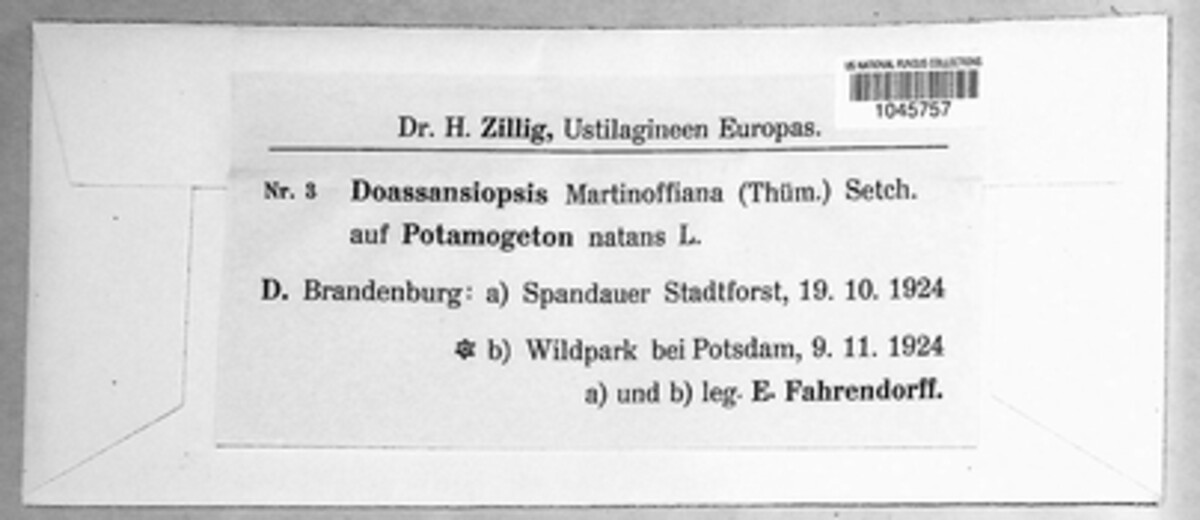 US NATIONAL FUNGUS COLLECTIONS
1045757
Dr. H. Zillig, Ustilagineen Europas.
Nr. 3 Doassansiopsis Martinoffiana (Thüm.) Setch.
auf Potamogeton natans L.
D. Brandenburg: a) Spandauer Stadtforst, 19. 10. 1924
* b) Wildpark bei Potsdam, 9. 11. 1924
a) und b) leg. E. Fahrendorff.